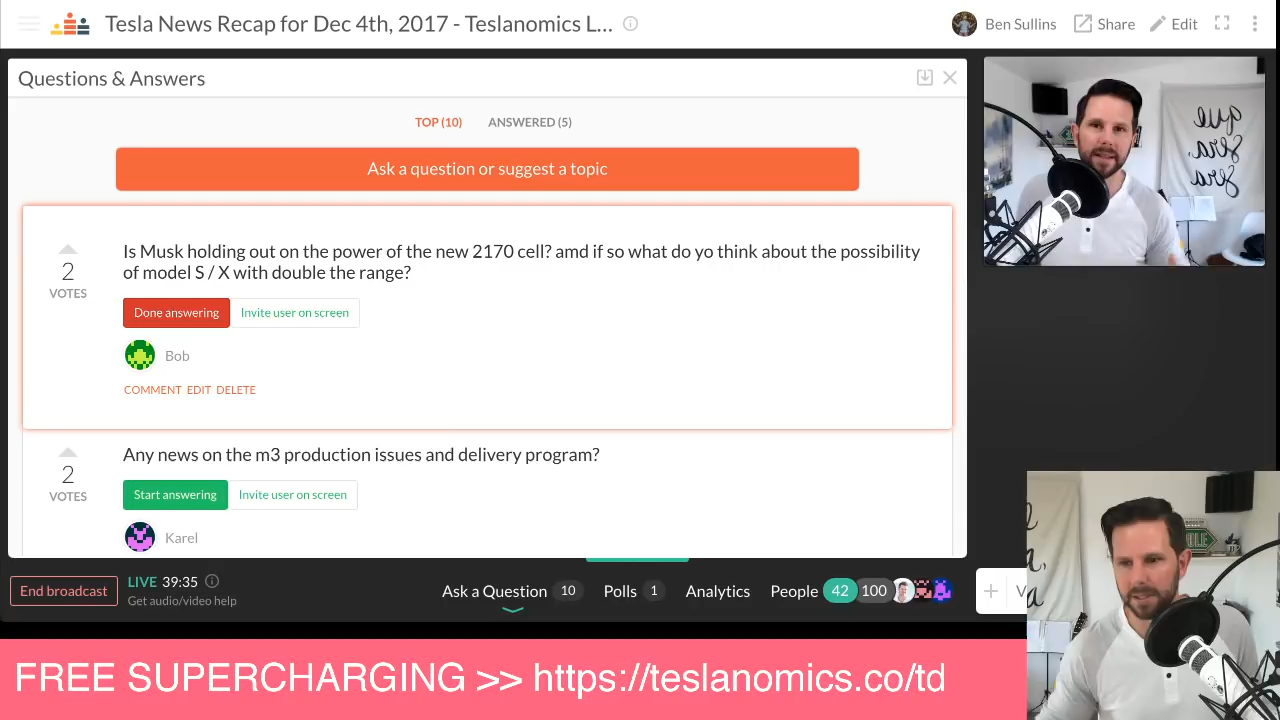 Tesla News Recap for Dec 4th, 2017 - Teslanomics L...
Ben Sullins
Share
Edit
Questions & Answers
TOP (10)
ANSWERED (5)
Ask a question or suggest a topic
2
VOTES
Is Musk holding out on the power of the new 2170 cell? amd if so what do yo think about the possibility
of model S / X with double the range?
Done answering
Invite user on screen
Bob
COMMENT EDIT DELETE
2
VOTES
Any news on the m3 production issues and delivery program?
Start answering
Invite user on screen
Karel
que
sera,
sera
End broadcast
LIVE 39:35
Get audio/video help
Ask a Question 10
Polls 1
Analytics
People 42 100
FREE SUPERCHARGING >> https://teslanomics.co/td